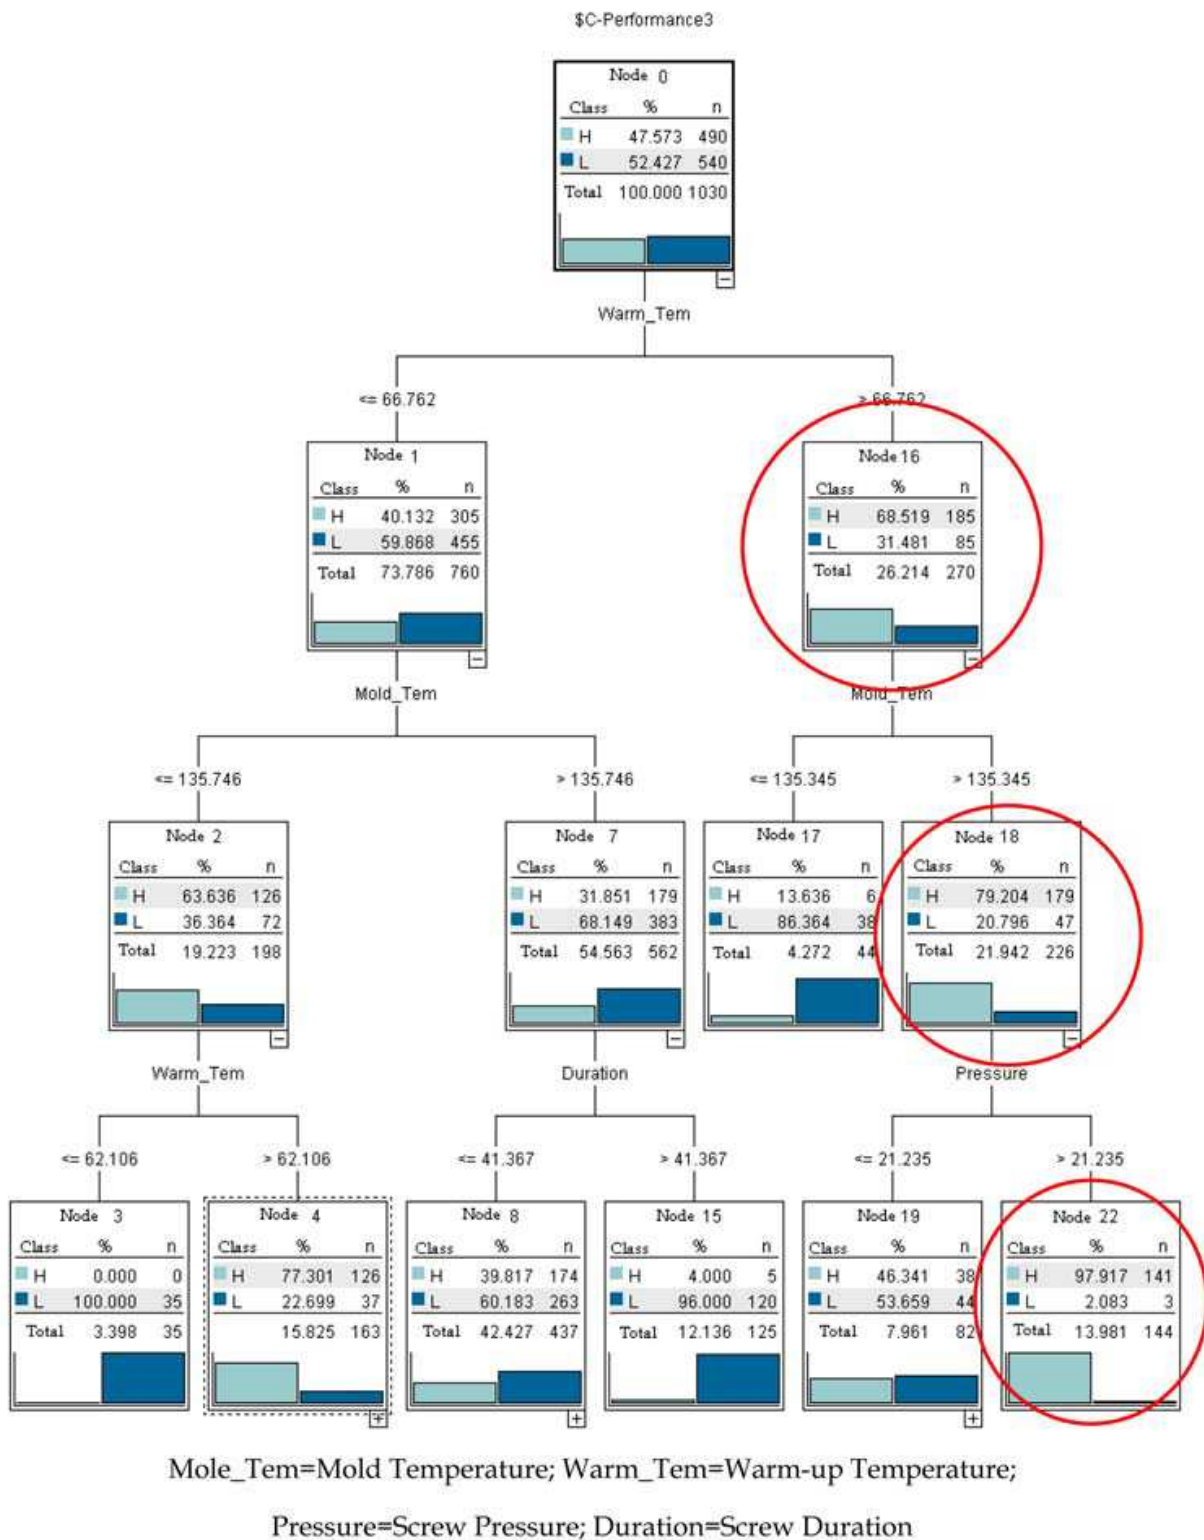 $C-Performance3
Node 0
Class % n
H 47.573 490
L 52.427 540
Total 100.000 1030
Warm_Tem
<= 66.762
> 66.762
Node 1
Class % n
H 40.132 305
L 59.868 455
Total 73.786 760
Node 16
Class % n
H 68.519 185
L 31.481 85
Total 26.214 270
Mold_Tem
Mold_Tem
<= 135.746
> 135.746
<= 135.345
> 135.345
Node 2
Class % n
H 63.636 126
L 36.364 72
Total 19.223 198
Node 7
Class % n
H 31.851 179
L 68.149 383
Total 54.563 562
Node 17
Class % n
H 13.636 6
L 86.364 38
Total 4.272 44
Node 18
Class % n
H 79.204 179
L 20.796 47
Total 21.942 226
Warm_Tem
Duration
Pressure
<= 62.106
> 62.106
<= 41.367
> 41.367
<= 21.235
> 21.235
Node 3
Class % n
H 0.000 0
L 100.000 35
Total 3.398 35
Node 4
Class % n
H 77.301 126
L 22.699 37
15.825 163
Node 8
Class % n
H 39.817 174
L 60.183 263
Total 42.427 437
Node 15
Class % n
H 4.000 5
L 96.000 120
Total 12.136 125
Node 19
Class % n
H 46.341 38
L 53.659 44
Total 7.961 82
Node 22
Class % n
H 97.917 141
L 2.083 3
Total 13.981 144
Mole_Tem=Mold Temperature; Warm_Tem=Warm-up Temperature;
Pressure=Screw Pressure; Duration=Screw Duration